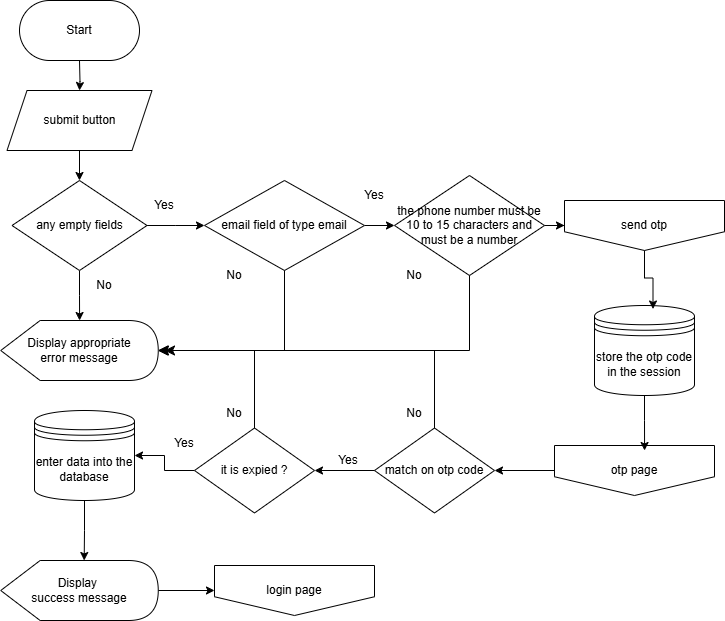 Start
submit button
any empty fields
Yes
email field of type email
Yes
the phone number must be
10 to 15 characters and
must be a number
send otp
No
No
No
Display appropriate
error message
store the otp code
in the session
No
No
enter data into the
database
Yes
it is expied ?
Yes
match on otp code
otp page
Display
success message
login page